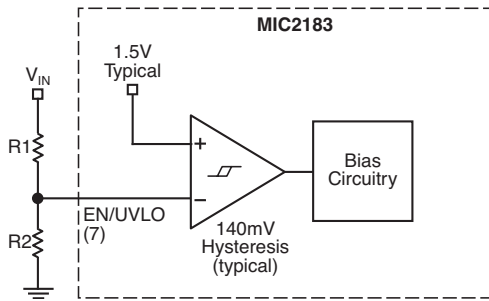 MIC2183
1.5V
Typical
V_IN
R1
+
−
Bias
Circuitry
EN/UVLO
(7)
R2
140mV
Hysteresis
(typical)